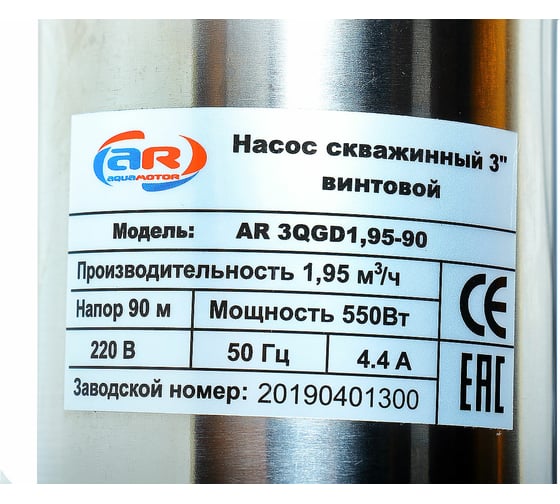 aR
aquamotor
Насос скважинный 3"
винтовой
Модель: AR 3QGD1,95-90
Производительность 1,95 м³/ч
Напор 90 м Мощность 550Вт
220 В 50 Гц 4.4 А
Заводской номер: 20190401300
CE
EAC